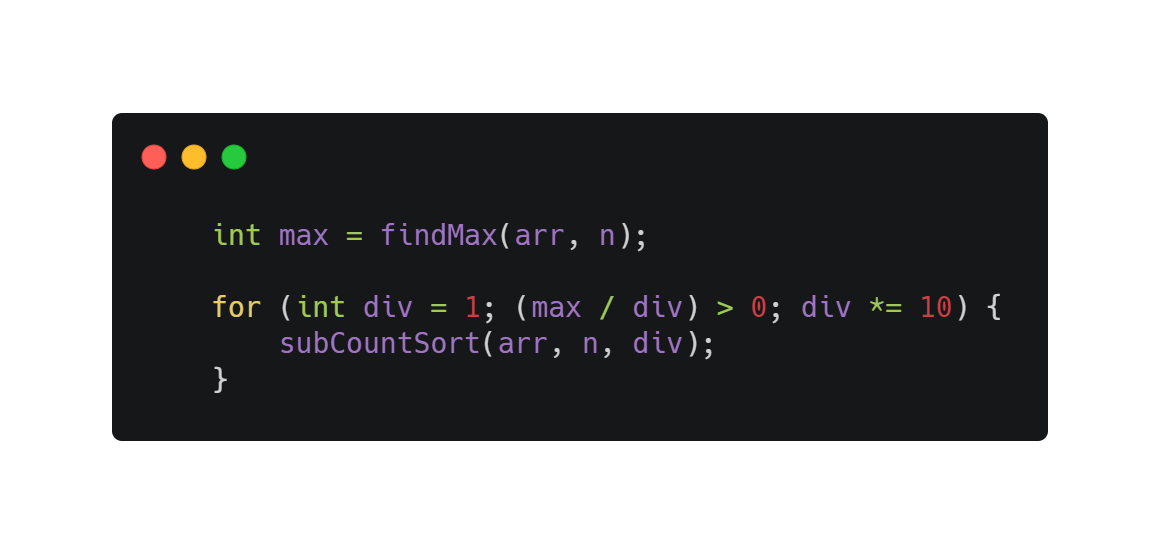 int max = findMax(arr, n);
for (int div = 1; (max / div) > 0; div *= 10) {
    subCountSort(arr, n, div);
}